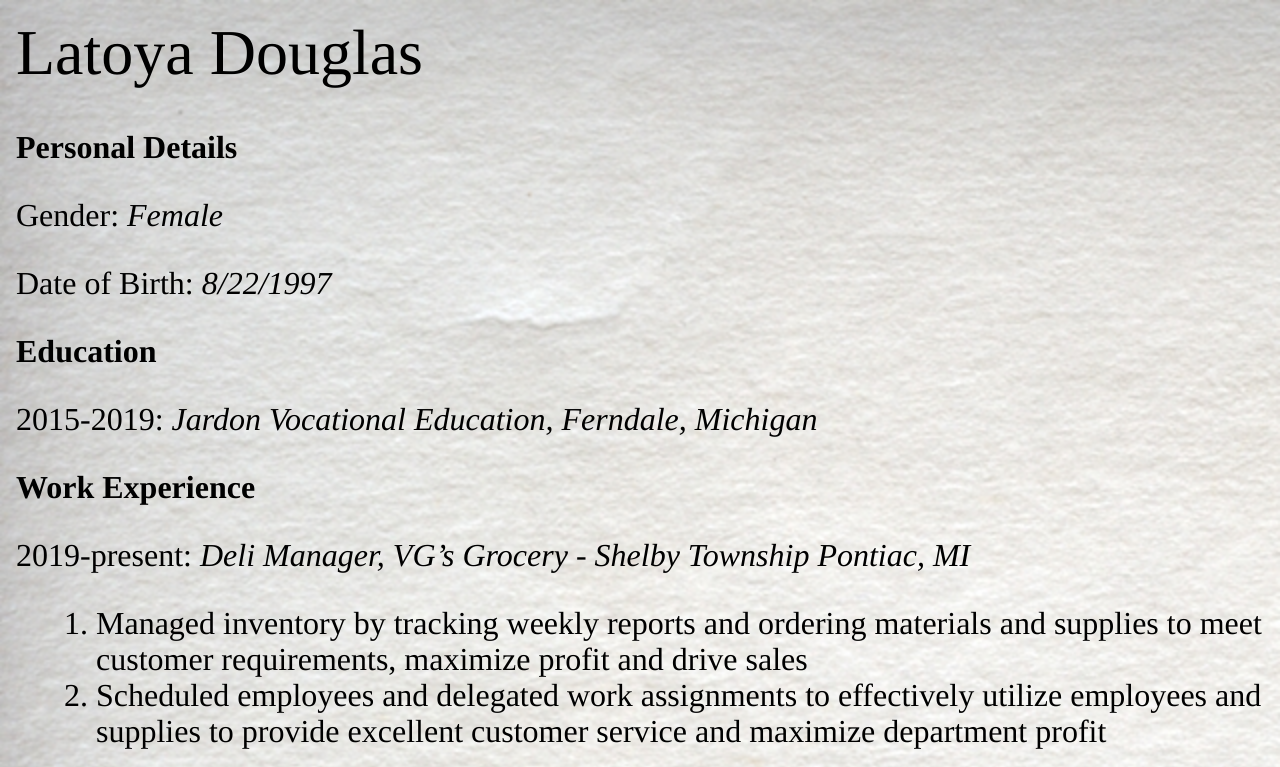 Latoya Douglas
Personal Details
Gender: Female
Date of Birth: 8/22/1997
Education
2015-2019: Jardon Vocational Education, Ferndale, Michigan
Work Experience
2019-present: Deli Manager, VG’s Grocery - Shelby Township Pontiac, MI
1. Managed inventory by tracking weekly reports and ordering materials and supplies to meet
customer requirements, maximize profit and drive sales
2. Scheduled employees and delegated work assignments to effectively utilize employees and
supplies to provide excellent customer service and maximize department profit